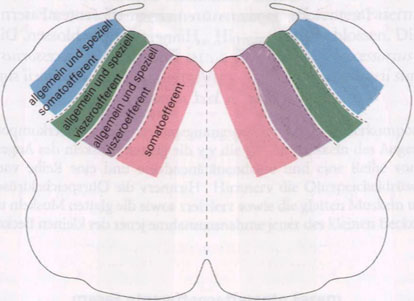 allgemein und speziell
somatoafferent
allgemein und speziell
viszeroafferent
allgemein und speziell
viszeroefferent
somatoefferent